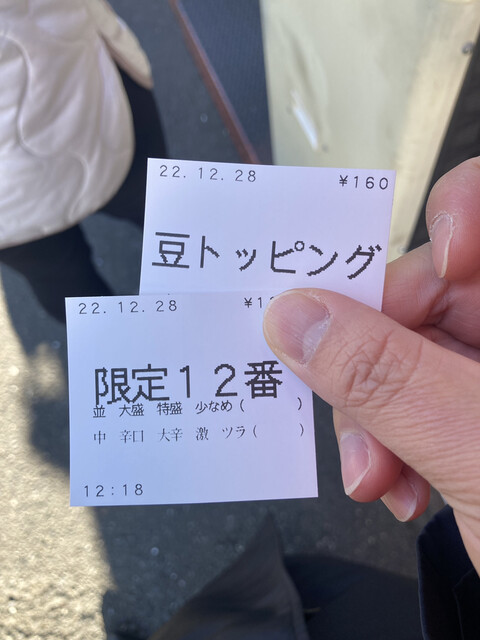 22.12.28 ¥160
豆トッピング
22.12.28
限定12番
並 大盛 特盛 少なめ( )
中 辛口 大辛 激 ツラ( )
12:18